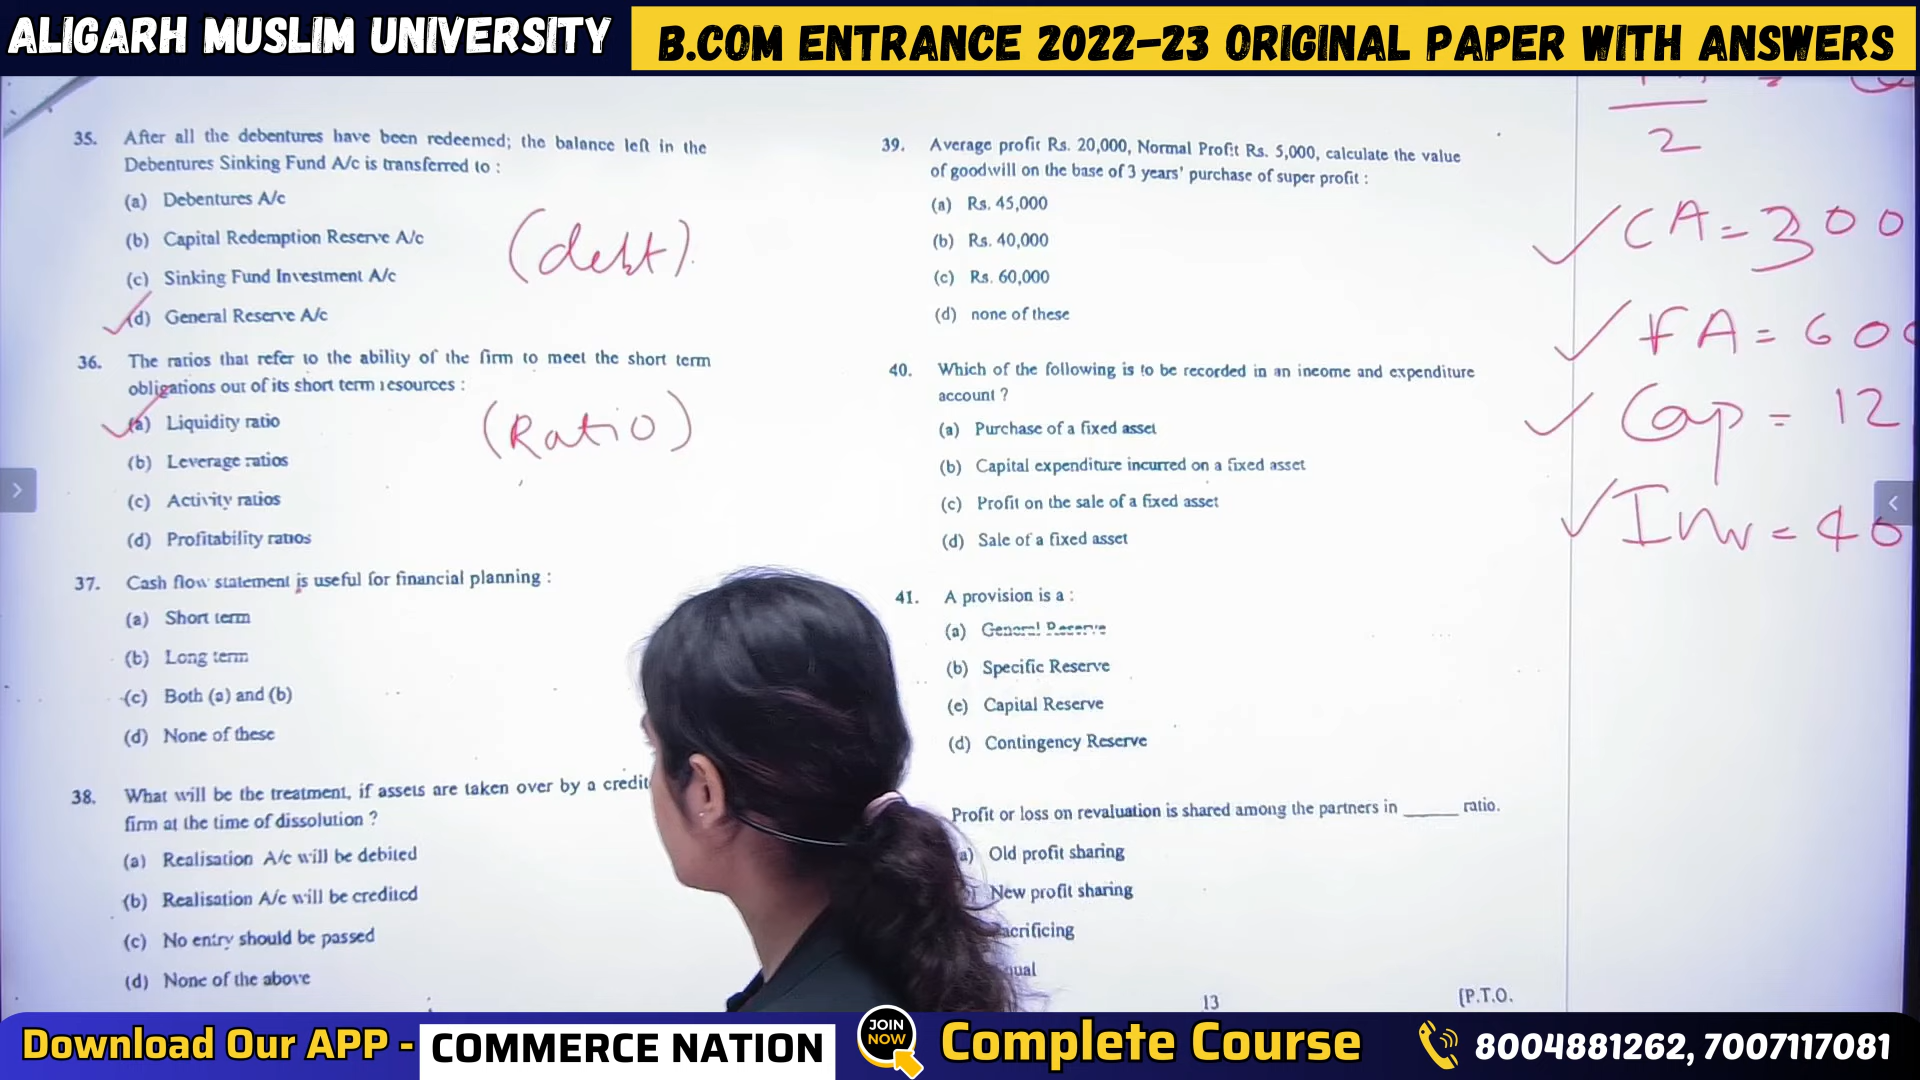 ALIGARH MUSLIM UNIVERSITY
B.COM ENTRANCE 2022-23 ORIGINAL PAPER WITH ANSWERS
35. After all the debentures have been redeemed; the balance left in the
Debentures Sinking Fund A/c is transferred to :
(a) Debentures A/c
(b) Capital Redemption Reserve A/c
(c) Sinking Fund Investment A/c
(d) General Reserve A/c
(debt)
36. The ratios that refer to the ability of the firm to meet the short term
obligations out of its short term resources :
(a) Liquidity ratio
(b) Leverage ratios
(c) Activity ratios
(d) Profitability ratios
(Ratio)
37. Cash flow statement is useful for financial planning :
(a) Short term
(b) Long term
(c) Both (a) and (b)
(d) None of these
38. What will be the treatment, if assets are taken over by a
firm at the time of dissolution ?
(a) Realisation A/c will be debited
(b) Realisation A/c will be credited
(c) No entry should be passed
(d) None of the above
39. Average profit Rs. 20,000, Normal Profit Rs. 5,000, calculate the value
of goodwill on the base of 3 years' purchase of super profit :
(a) Rs. 45,000
(b) Rs. 40,000
(c) Rs. 60,000
(d) none of these
40. Which of the following is to be recorded in an income and expenditure
account ?
(a) Purchase of a fixed asset
(b) Capital expenditure incurred on a fixed asset
(c) Profit on the sale of a fixed asset
(d) Sale of a fixed asset
41. A provision is a :
(a) General Reserve
(b) Specific Reserve
(e) Capital Reserve
(d) Contingency Reserve
Profit or loss on revaluation is shared among the partners in ______ ratio.
a) Old profit sharing
New profit sharing
acrificing
qual
13
[P.T.O.
2
CA = 300
FA = 600
Cap = 12
Inv = 40
Download Our APP - COMMERCE NATION
JOIN NOW
Complete Course
8004881262, 7007117081